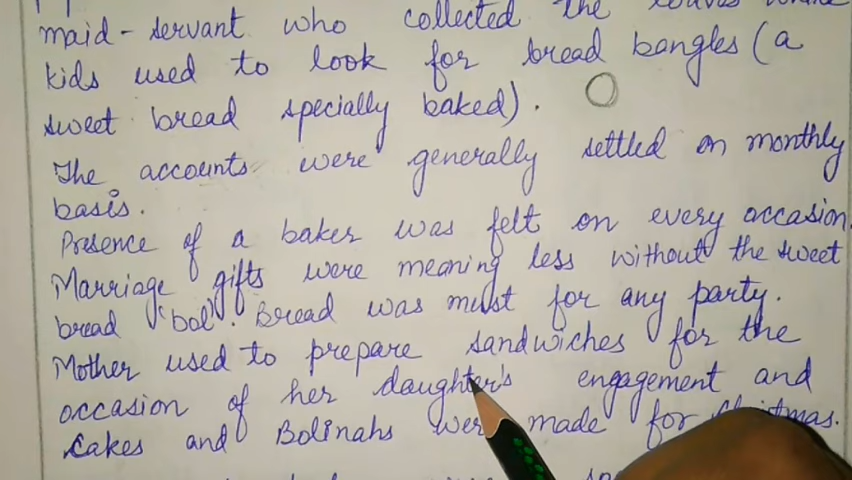 maid-servant who collected the loaves
kids used to look for bread bangles (a
sweet bread specially baked).
The accounts were generally settled on monthly
basis.
Presence of a baker was felt on every occasion.
Marriage gifts were meaning less without the sweet
bread 'bol'. Bread was must for any party.
Mother used to prepare sandwiches for the
occasion of her daughter's engagement and
Cakes and Bolinahs were made for Christmas.